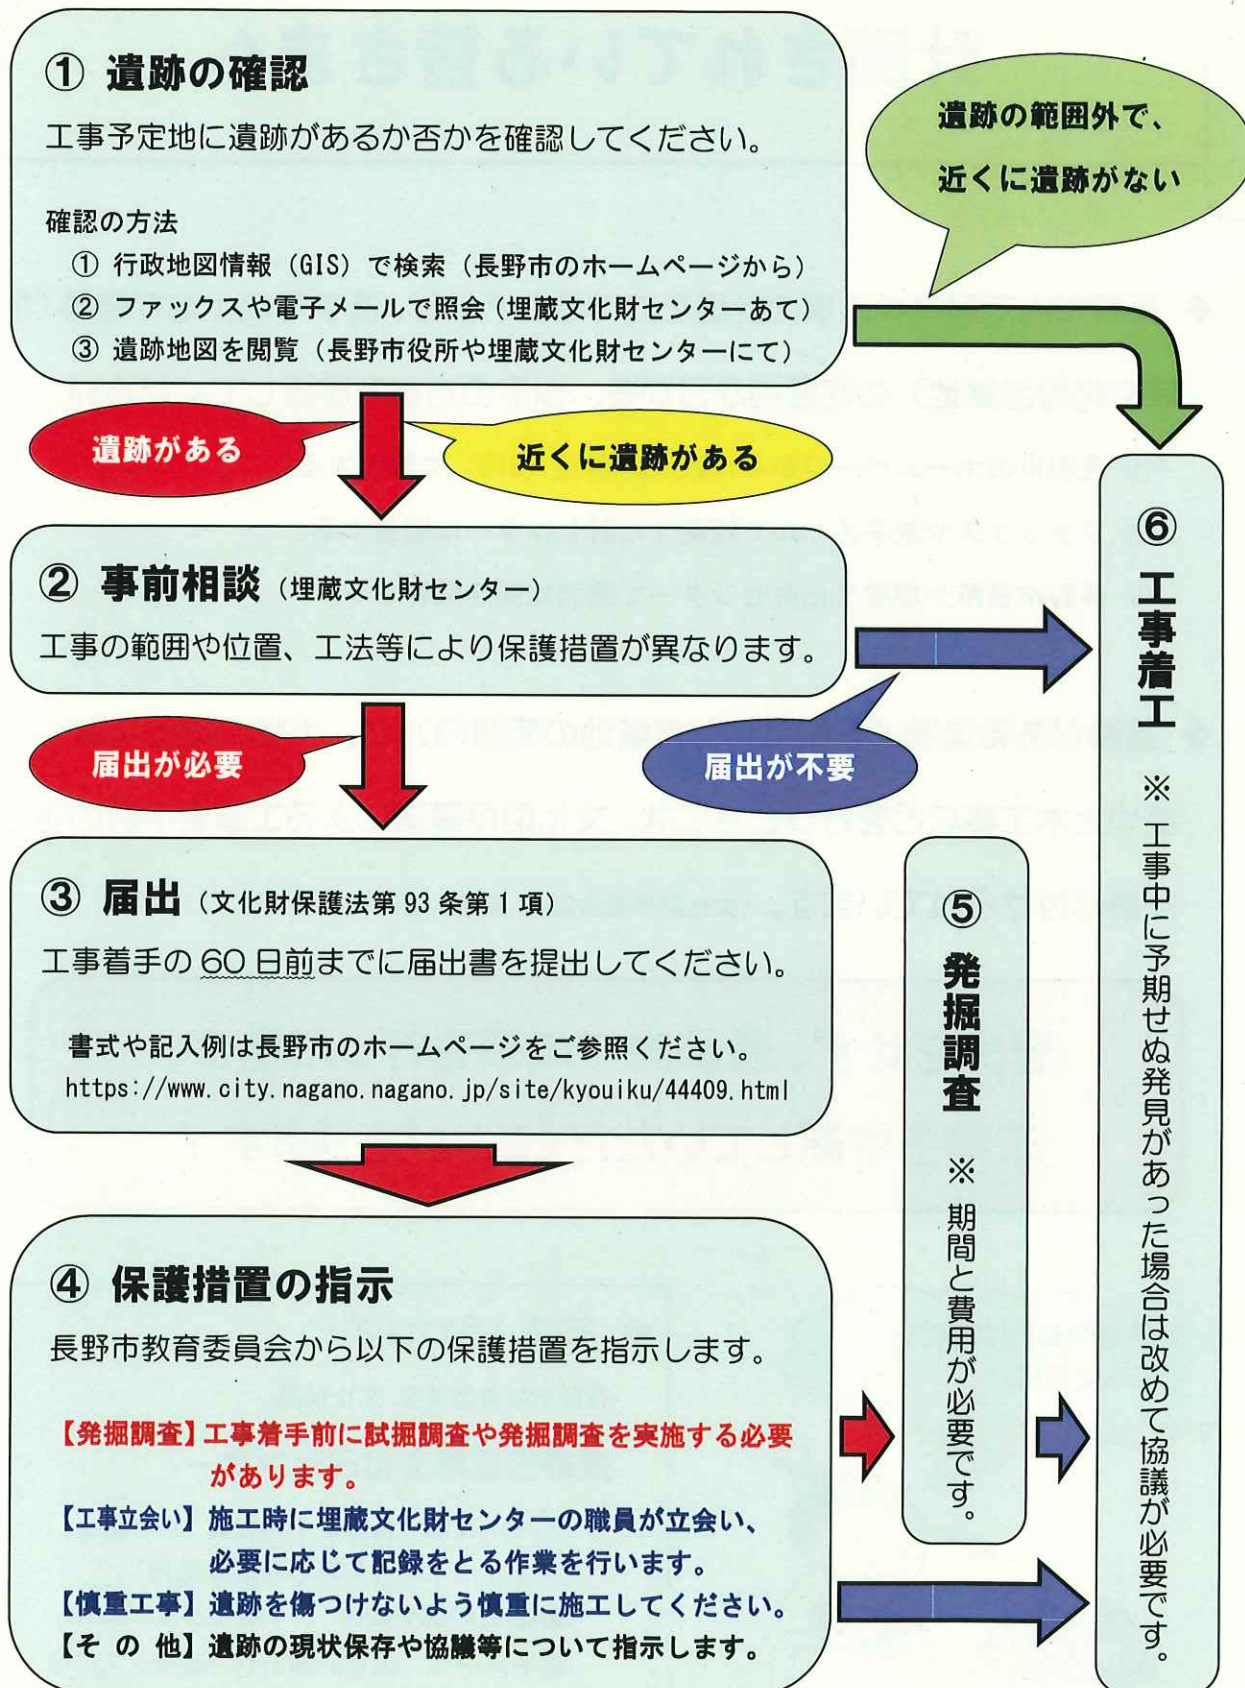 ① 遺跡の確認
工事予定地に遺跡があるか否かを確認してください。
確認の方法
① 行政地図情報（GIS）で検索（長野市のホームページから）
② ファックスや電子メールで照会（埋蔵文化財センターあて）
③ 遺跡地図を閲覧（長野市役所や埋蔵文化財センターにて）
遺跡の範囲外で、
近くに遺跡がない
遺跡がある
近くに遺跡がある
② 事前相談（埋蔵文化財センター）
工事の範囲や位置、工法等により保護措置が異なります。
届出が必要
届出が不要
③ 届出（文化財保護法第 93 条第 1 項）
工事着手の 60 日前までに届出書を提出してください。
書式や記入例は長野市のホームページをご参照ください。
https://www.city.nagano.nagano.jp/site/kyouiku/44409.html
④ 保護措置の指示
長野市教育委員会から以下の保護措置を指示します。
【発掘調査】工事着手前に試掘調査や発掘調査を実施する必要
があります。
【工事立会い】施工時に埋蔵文化財センターの職員が立会い、
必要に応じて記録をとる作業を行います。
【慎重工事】遺跡を傷つけないよう慎重に施工してください。
【そ の 他】遺跡の現状保存や協議等について指示します。
⑤ 発掘調査 ※ 期間と費用が必要です。
⑥ 工事着工 ※ 工事中に予期せぬ発見があった場合は改めて協議が必要です。